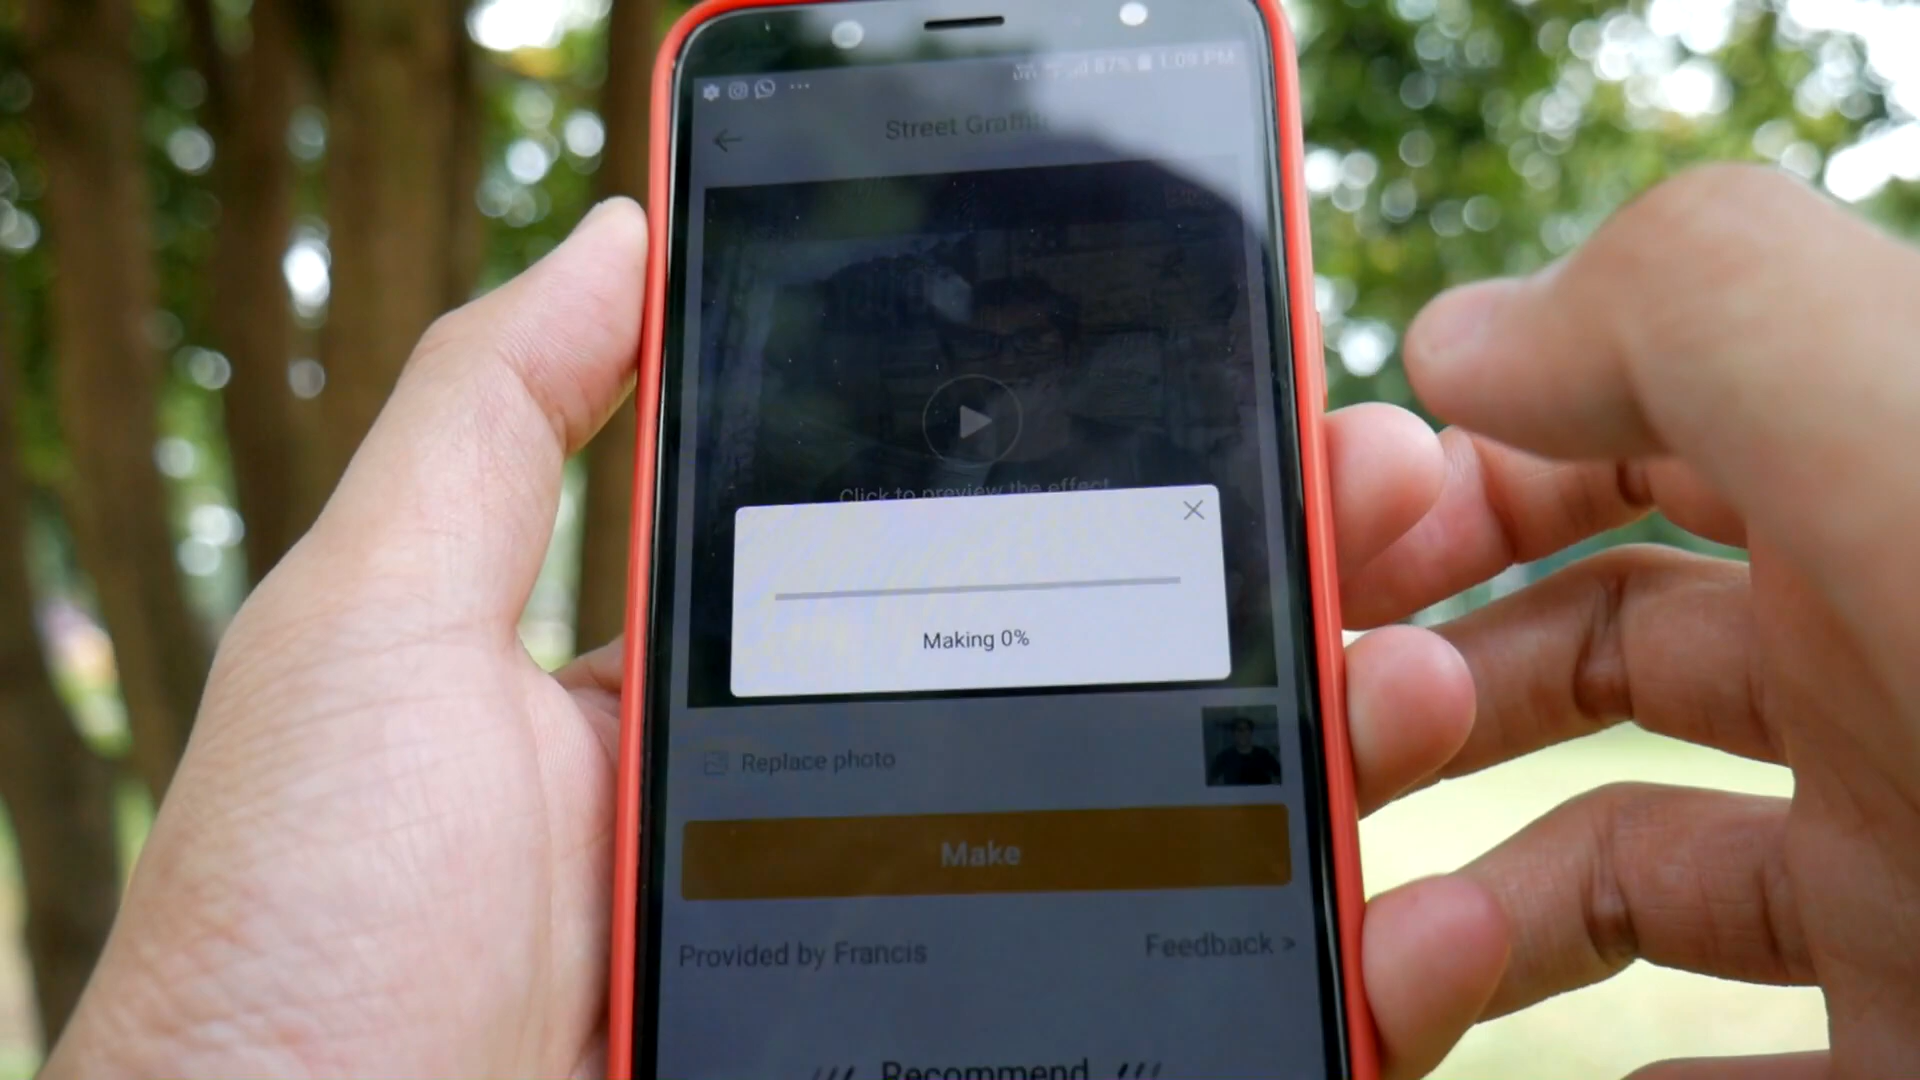 87% 1:09 PM
Street Graffiti
Click to preview the effect
Making 0%
Replace photo
Make
Provided by Francis
Feedback >
Recommend